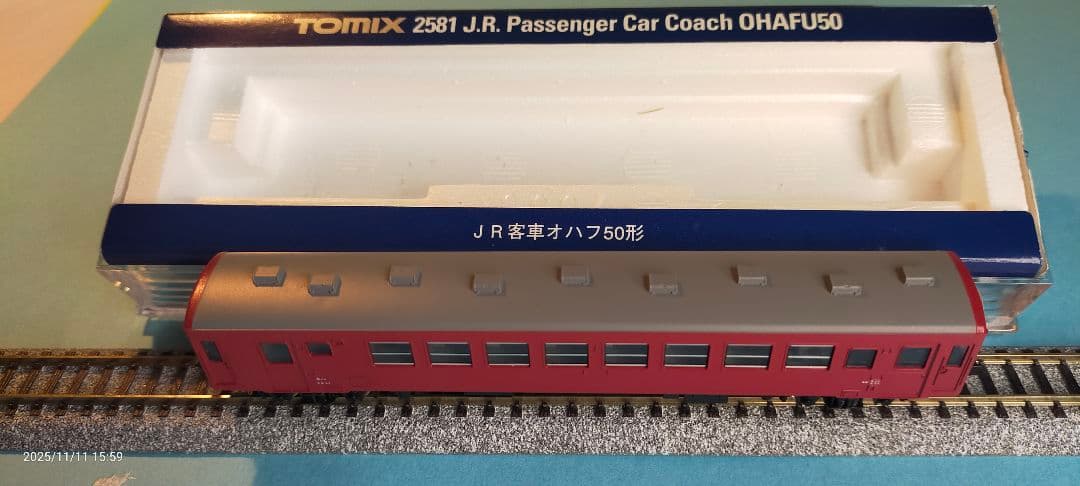 TOMIX 2581 J.R. Passenger Car Coach OHAFU50
JR客車オハフ50形
2025/11/11 15:59